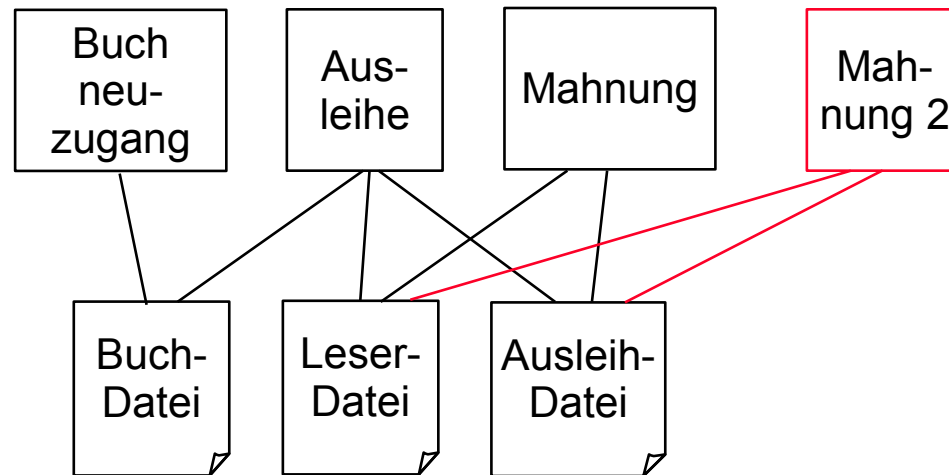 Buch
neu-
zugang
Aus-
leihe
Mahnung
Mah-
nung 2
Buch-
Datei
Leser-
Datei
Ausleih-
Datei